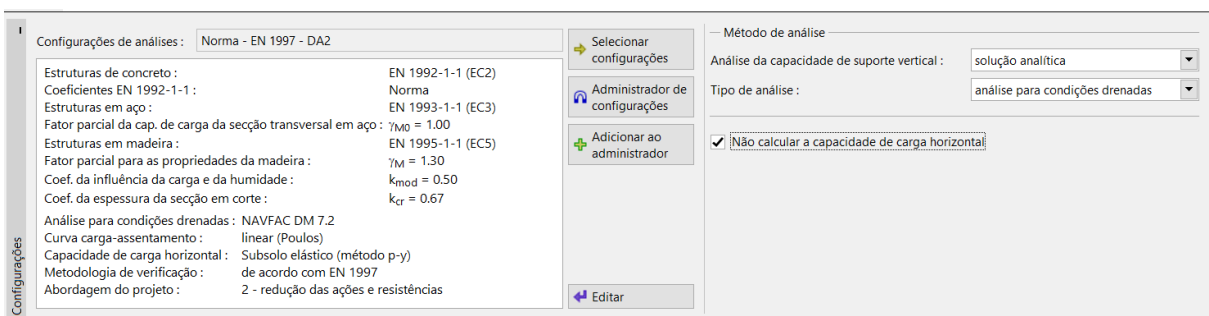 Configurações de análises : Norma - EN 1997 - DA2
Estruturas de concreto : EN 1992-1-1 (EC2)
Coeficientes EN 1992-1-1 : Norma
Estruturas em aço : EN 1993-1-1 (EC3)
Fator parcial da cap. de carga da secção transversal em aço : γM0 = 1.00
Estruturas em madeira : EN 1995-1-1 (EC5)
Fator parcial para as propriedades da madeira : γM = 1.30
Coef. da influência da carga e da humidade : kmod = 0.50
Coef. da espessura da secção em corte : kcr = 0.67
Análise para condições drenadas : NAVFAC DM 7.2
Curva carga-assentamento : linear (Poulos)
Capacidade de carga horizontal : Subsolo elástico (método p-y)
Metodologia de verificação : de acordo com EN 1997
Abordagem do projeto : 2 - redução das ações e resistências
Configurações
Selecionar
configurações
Administrador de
configurações
Adicionar ao
administrador
Editar
Método de análise
Análise da capacidade de suporte vertical : solução analítica
Tipo de análise : análise para condições drenadas
Não calcular a capacidade de carga horizontal